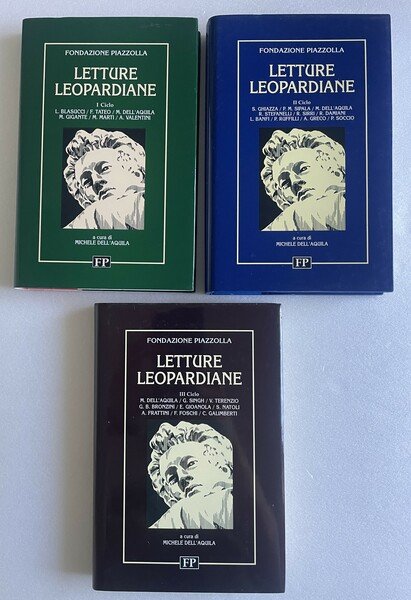 FONDAZIONE PIAZZOLLA
LETTURE
LEOPARDIANE
I Ciclo
L. BLASUCCI / F. TATEO / M. DELL'AQUILA
M. GIGANTE / M. MARTI / A. VALENTINI
a cura di
MICHELE DELL'AQUILA
FP
FONDAZIONE PIAZZOLLA
LETTURE
LEOPARDIANE
II Ciclo
S. GHIAZZA / P. M. SIPALA / M. DELL'AQUILA
R. STEFANELLI / R. SIRRI / R. DAMIANI
L. BANFI / P. RUFFILLI / A. GRECO / P. SOCCIO
a cura di
MICHELE DELL'AQUILA
FP
FONDAZIONE PIAZZOLLA
LETTURE
LEOPARDIANE
III Ciclo
M. DELL'AQUILA / G. SINGH / V. TERENZIO
G. B. BRONZINI / E. GIOANOLA / S. NATOLI
A. FRATTINI / F. FOSCHI / C. GALIMBERTI
a cura di
MICHELE DELL'AQUILA
FP